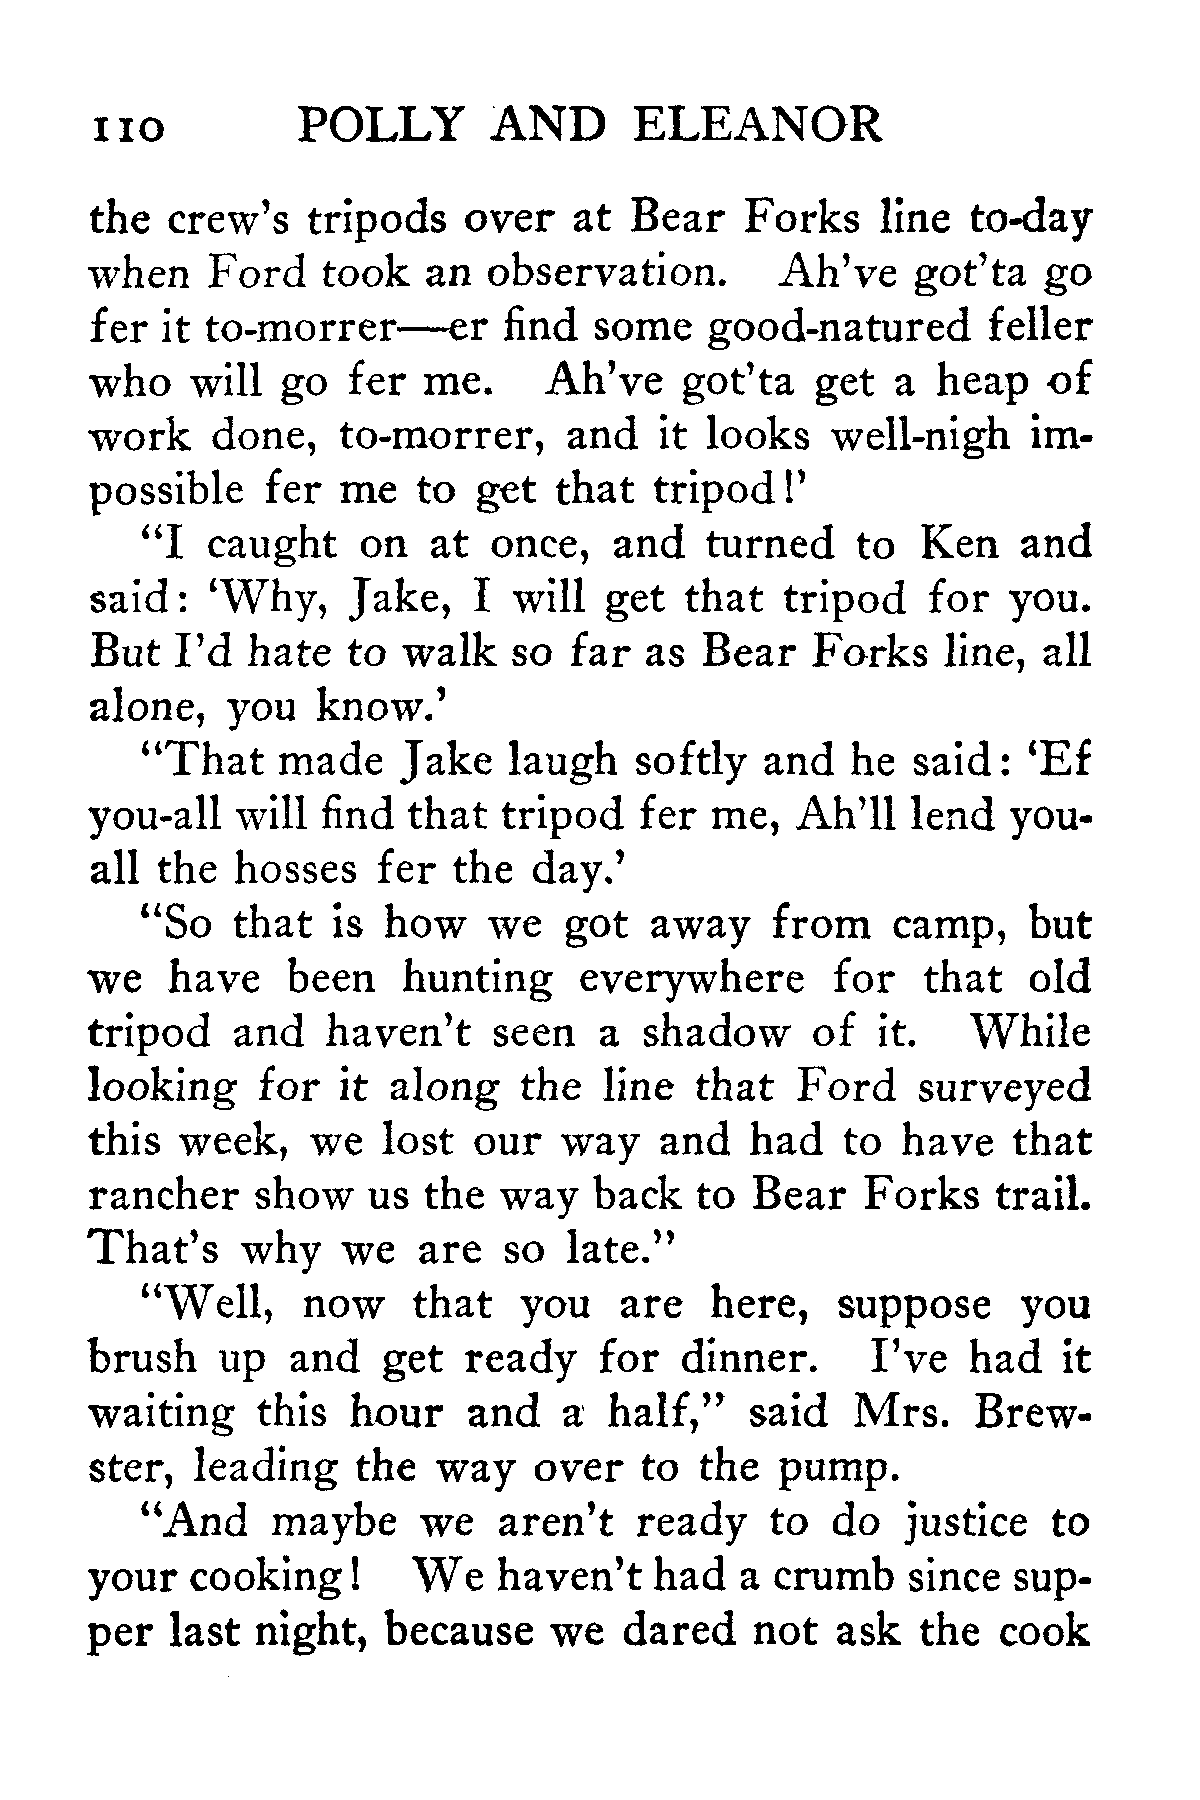 110 POLLY AND ELEANOR
the crew's tripods over at Bear Forks line to-day
when Ford took an observation. Ah've got'ta go
fer it to-morrer—er find some good-natured feller
who will go fer me. Ah've got'ta get a heap of
work done, to-morrer, and it looks well-nigh im-
possible fer me to get that tripod!'
"I caught on at once, and turned to Ken and
said: 'Why, Jake, I will get that tripod for you.
But I'd hate to walk so far as Bear Forks line, all
alone, you know.'
"That made Jake laugh softly and he said: 'Ef
you-all will find that tripod fer me, Ah'll lend you-
all the hosses fer the day.'
"So that is how we got away from camp, but
we have been hunting everywhere for that old
tripod and haven't seen a shadow of it. While
looking for it along the line that Ford surveyed
this week, we lost our way and had to have that
rancher show us the way back to Bear Forks trail.
That's why we are so late."
"Well, now that you are here, suppose you
brush up and get ready for dinner. I've had it
waiting this hour and a half," said Mrs. Brew-
ster, leading the way over to the pump.
"And maybe we aren't ready to do justice to
your cooking! We haven't had a crumb since sup-
per last night, because we dared not ask the cook